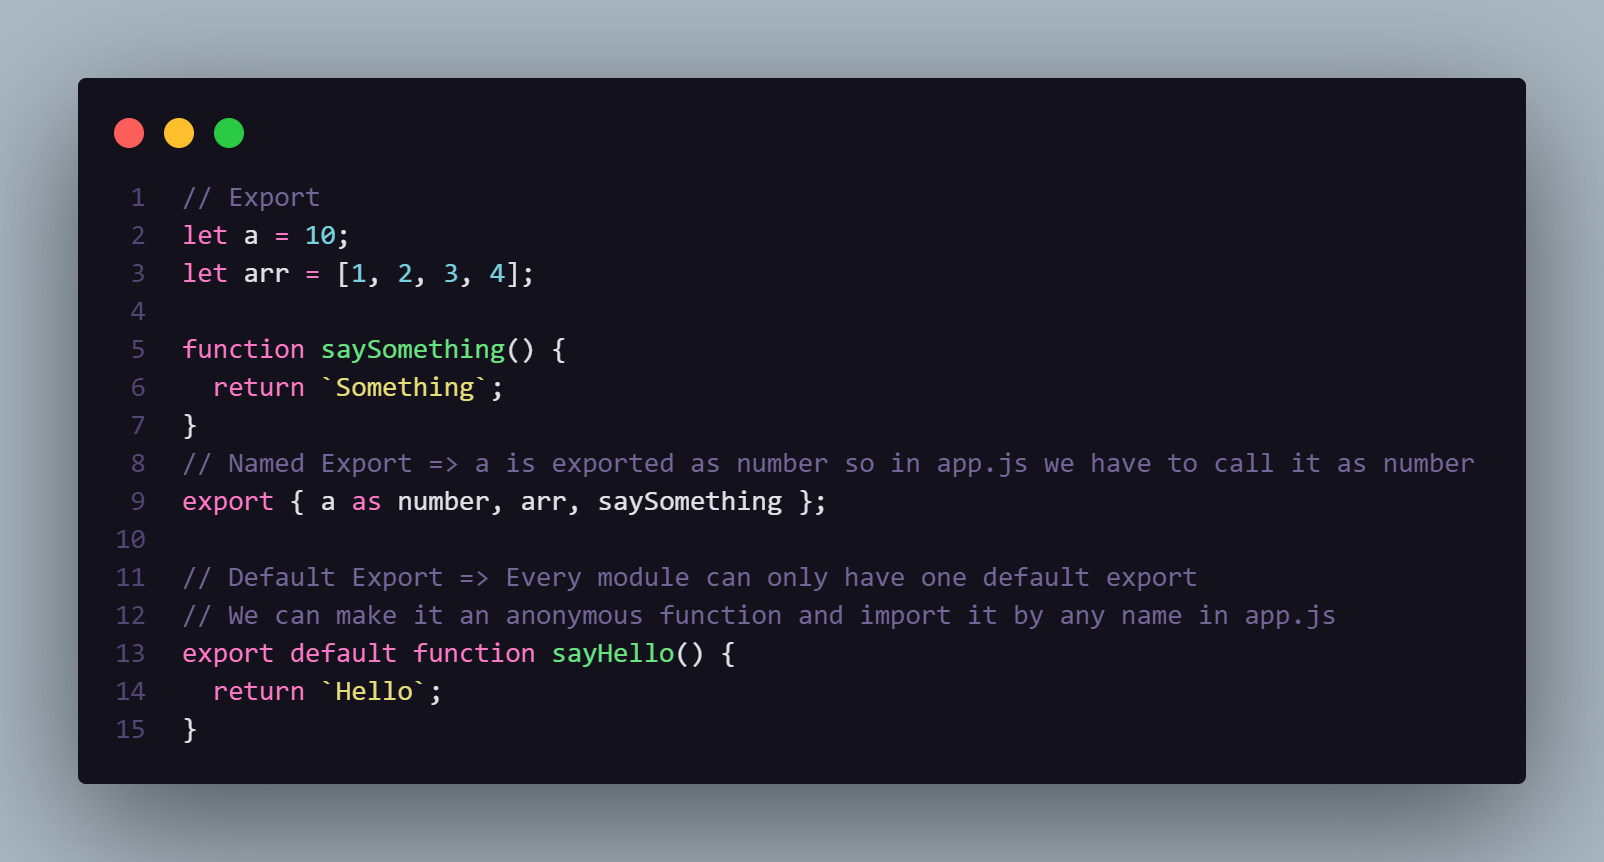 1 // Export
2 let a = 10;
3 let arr = [1, 2, 3, 4];
4
5 function saySomething() {
6   return `Something`;
7 }
8 // Named Export => a is exported as number so in app.js we have to call it as number
9 export { a as number, arr, saySomething };
10
11 // Default Export => Every module can only have one default export
12 // We can make it an anonymous function and import it by any name in app.js
13 export default function sayHello() {
14   return `Hello`;
15 }